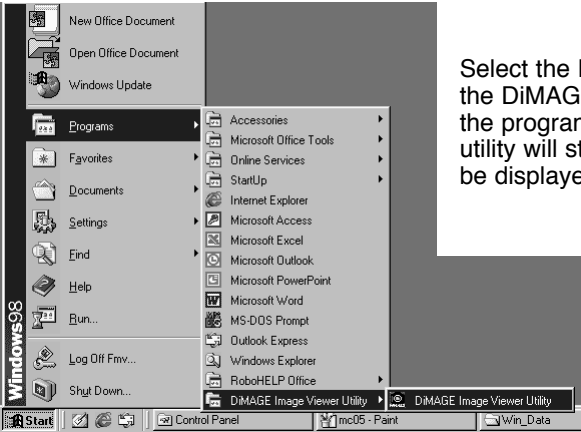 New Office Document
Open Office Document
Windows Update
Programs
Favorites
Documents
Settings
Find
Help
Run...
Log Off Fmv...
Shut Down...
Windows98
Accessories
Microsoft Office Tools
Online Services
StartUp
Internet Explorer
Microsoft Access
Microsoft Excel
Microsoft Outlook
Microsoft PowerPoint
Microsoft Word
MS-DOS Prompt
Outlook Express
Windows Explorer
RoboHELP Office
DiMAGE Image Viewer Utility
DiMAGE Image Viewer Utility
Select the
the DiMAG
the program
utility will
be displaye
Start
Control Panel
mc05 - Paint
Win_Data